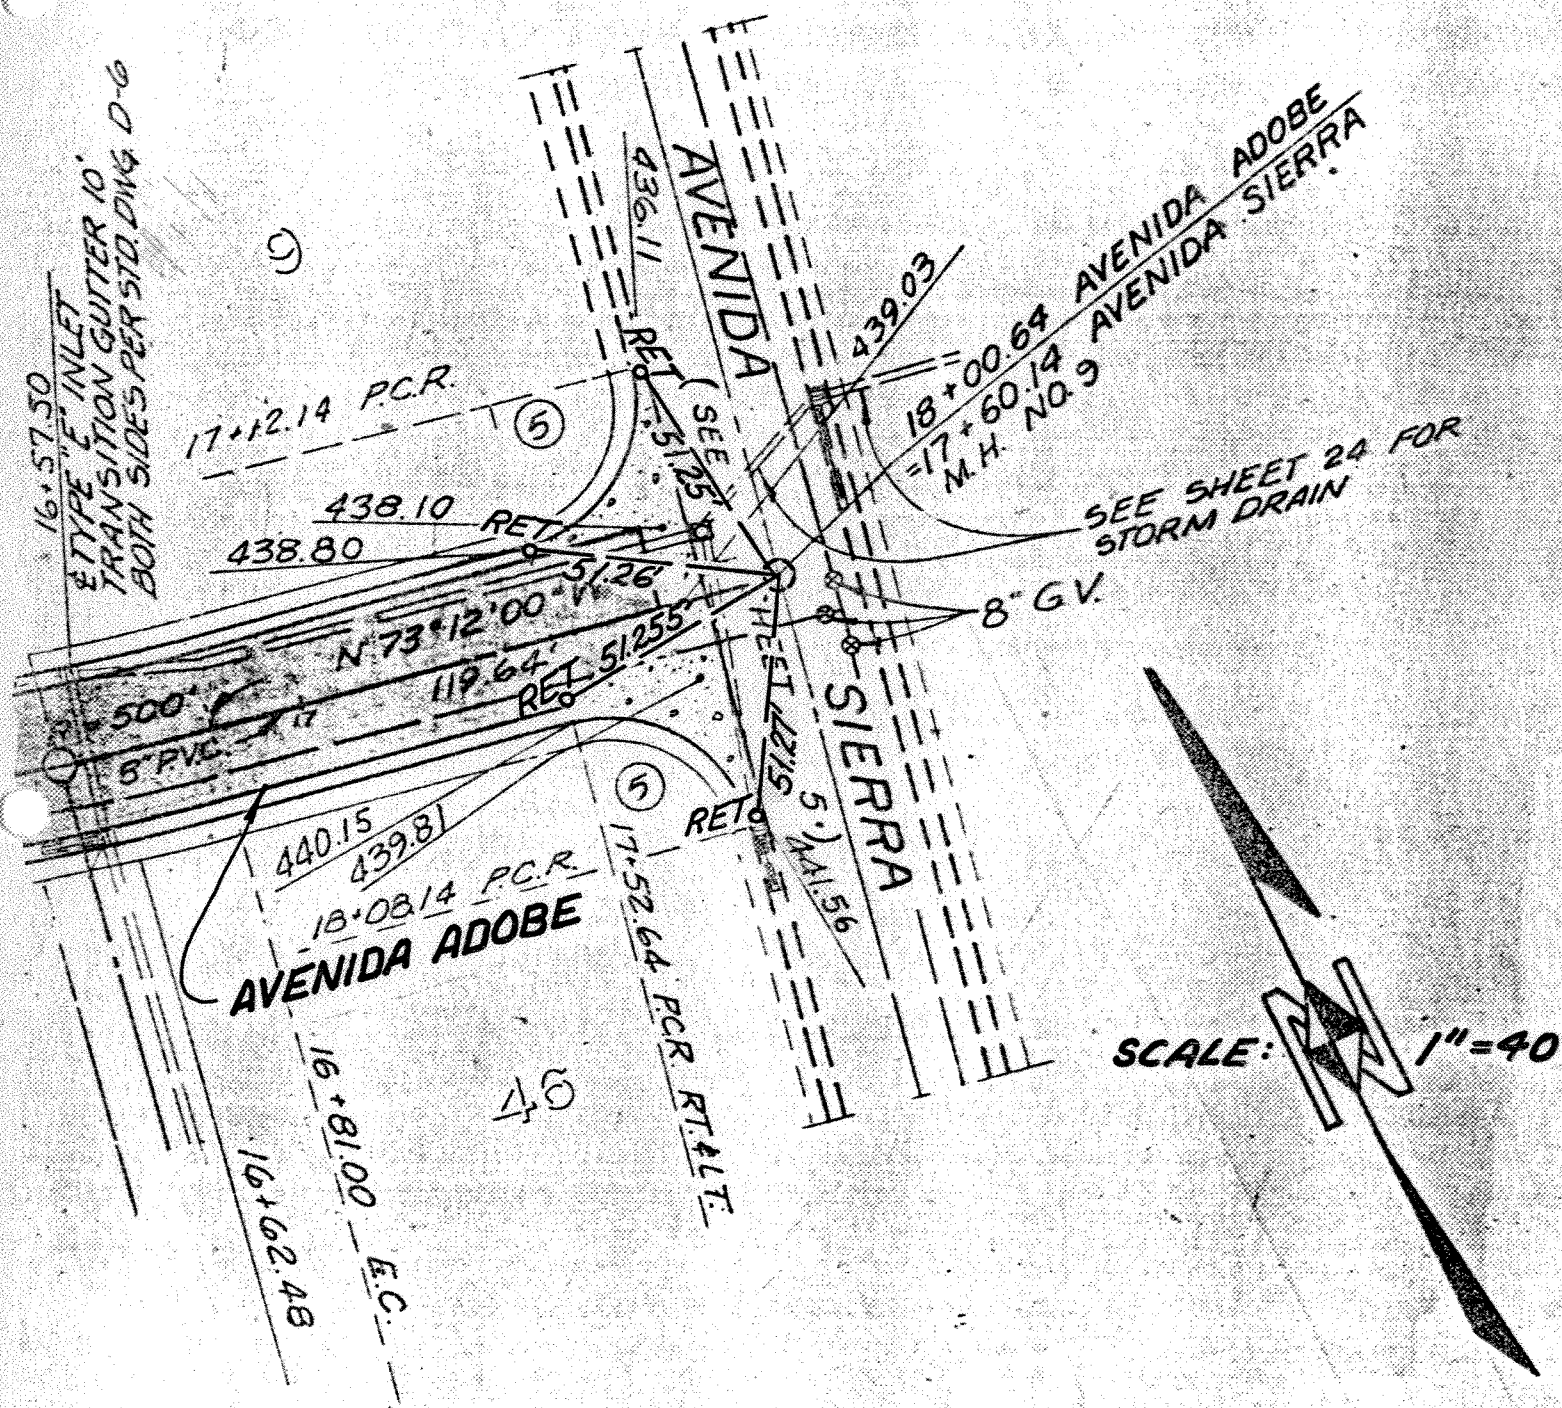 16+57.50
₵ TYPE "E" INLET
TRANSITION GUTTER 10'
BOTH SIDES PER STD. DWG. D-6
9
17+12.14 P.C.R.
5
438.10
438.80
RET
RET
436.11
AVENIDA
SIERRA
(SEE
SHEET
5.)
51.25'
51.26'
51.255'
51.27'
439.03
18+00.64 AVENIDA ADOBE
=17+60.14 AVENIDA SIERRA
M.H. NO. 9
SEE SHEET 24 FOR
STORM DRAIN
8" G.V.
N 73°12'00" W
119.64'
500'
17
8" P.V.C.
RET
RET
5
440.15
439.81
18+08.14 P.C.R.
AVENIDA ADOBE
441.56
17+52.64 P.C.R. RT. & LT.
16+81.00 E.C.
16+62.48
46
SCALE: 1"=40
N